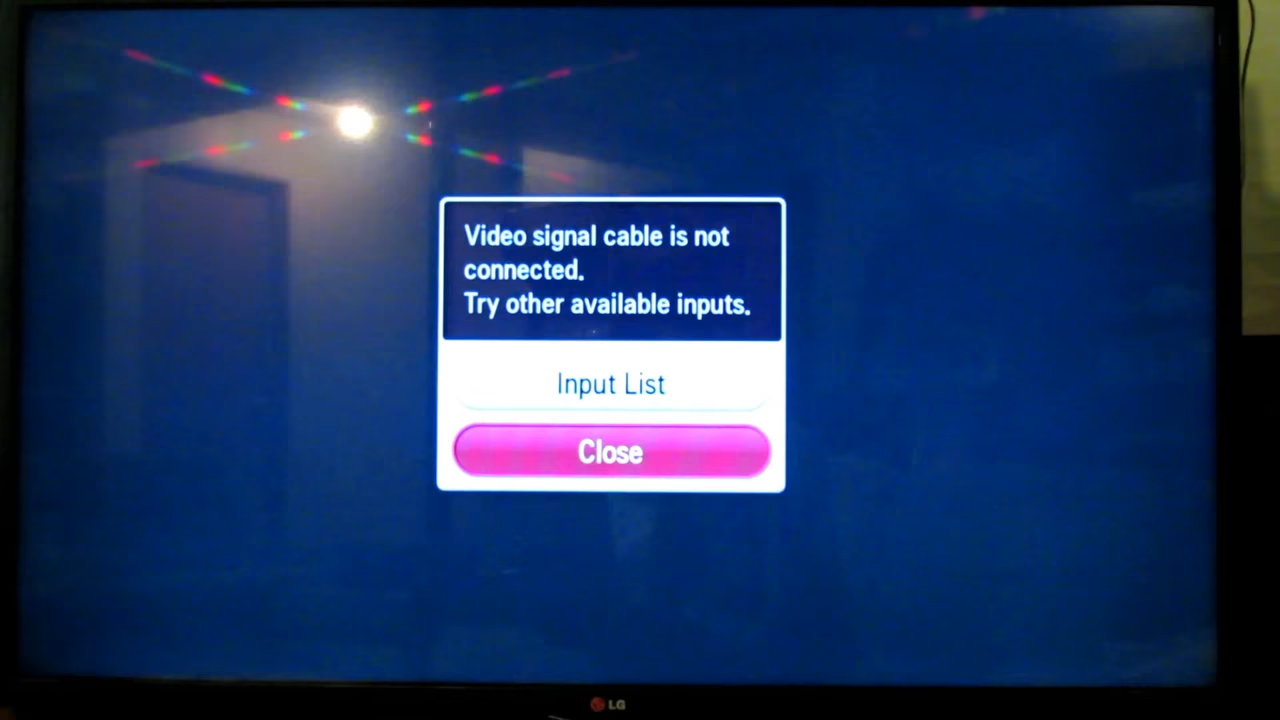 Video signal cable is not
connected.
Try other available inputs.
Input List
Close
LG